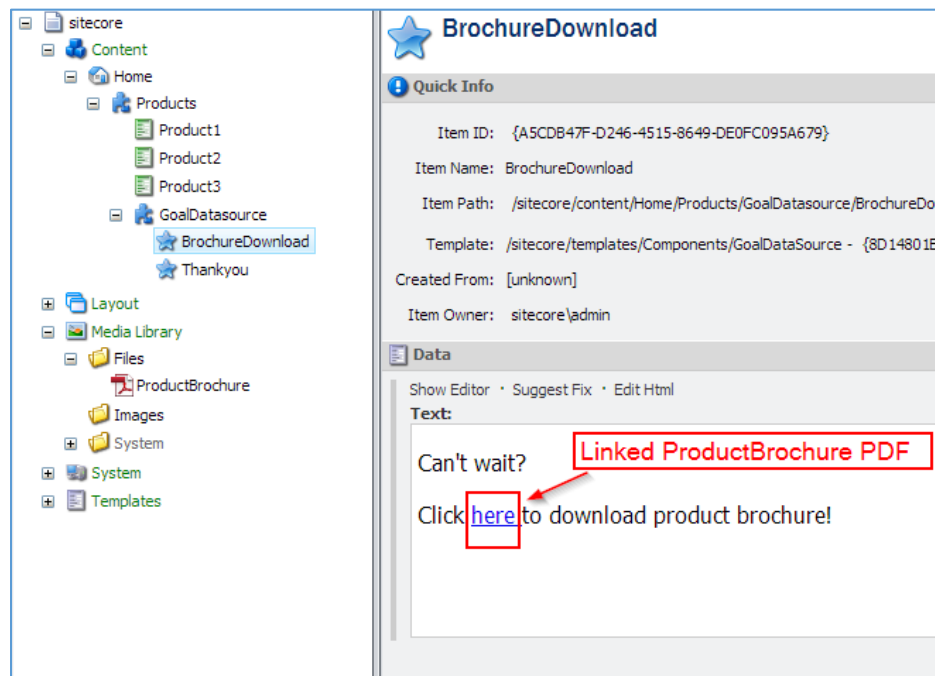 sitecore
Content
Home
Products
Product1
Product2
Product3
GoalDatasource
BrochureDownload
Thankyou
Layout
Media Library
Files
ProductBrochure
Images
System
System
Templates
BrochureDownload
Quick Info
Item ID: {A5CDB47F-D246-4515-8649-DE0FC095A679}
Item Name: BrochureDownload
Item Path: /sitecore/content/Home/Products/GoalDatasource/BrochureDo
Template: /sitecore/templates/Components/GoalDataSource - {8D14801E
Created From: [unknown]
Item Owner: sitecore\admin
Data
Show Editor · Suggest Fix · Edit Html
Text:
Can't wait?
Linked ProductBrochure PDF
Click here to download product brochure!